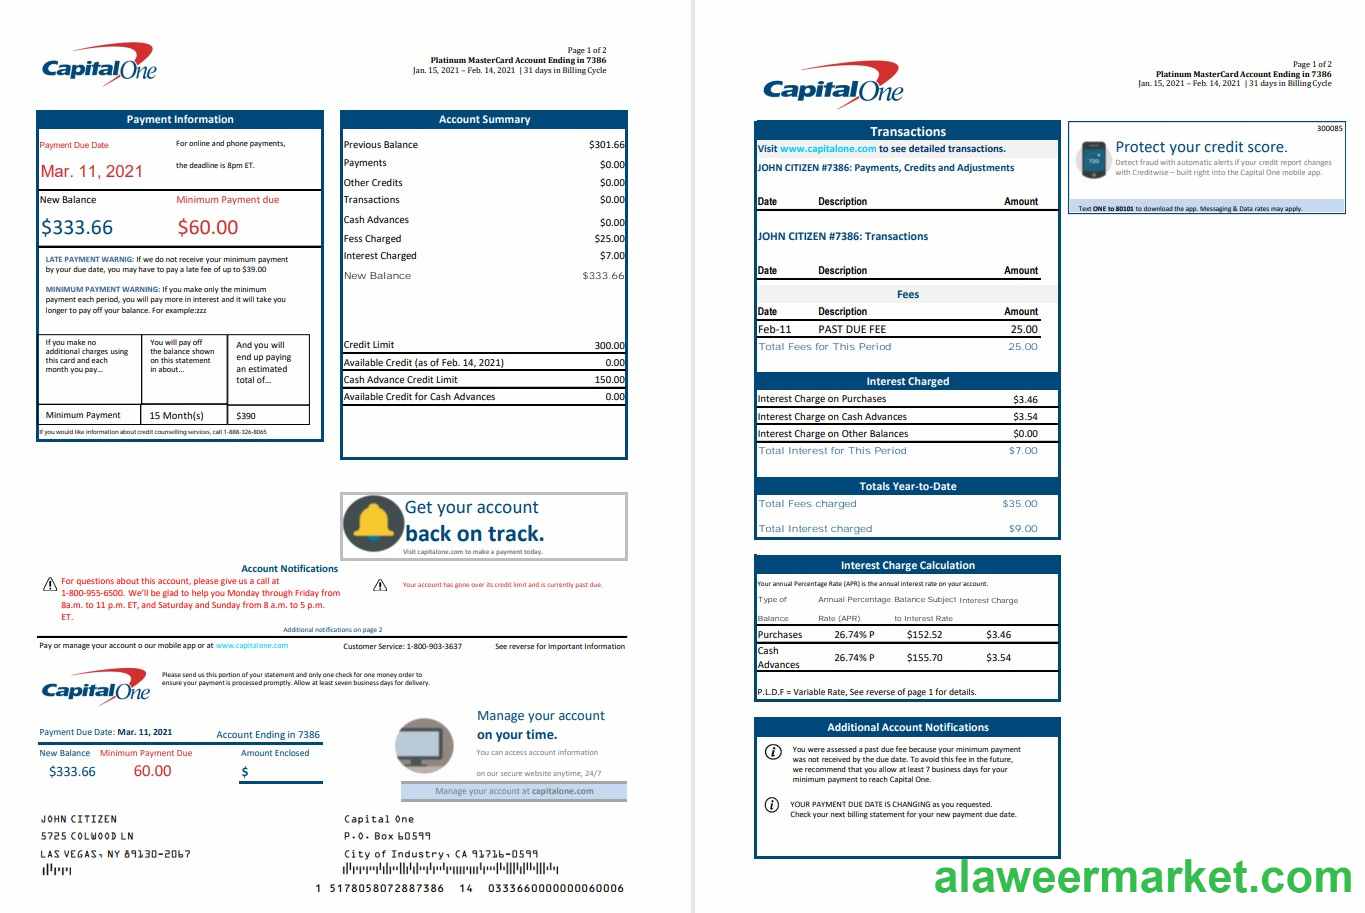 CapitalOne
Page 1 of 2
Platinum MasterCard Account Ending in 7386
Jan. 15, 2021 – Feb. 14, 2021 | 31 days in Billing Cycle
Payment Information
Payment Due Date
For online and phone payments,
Mar. 11, 2021
the deadline is 8pm ET.
New Balance
Minimum Payment due
$333.66
$60.00
LATE PAYMENT WARNIG: If we do not receive your minimum payment
by your due date, you may have to pay a late fee of up to $39.00
MINIMUM PAYMENT WARNING: If you make only the minimum
payment each period, you will pay more in interest and it will take you
longer to pay off your balance. For example:zzz
If you make no
additional charges using
this card and each
month you pay...
You will pay off
the balance shown
on this statement
in about...
And you will
end up paying
an estimated
total of...
Minimum Payment
15 Month(s)
$390
If you would like information about credit counselling services, call 1-888-326-8065
Account Summary
Previous Balance $301.66
Payments $0.00
Other Credits $0.00
Transactions $0.00
Cash Advances $0.00
Fess Charged $25.00
Interest Charged $7.00
New Balance $333.66
Credit Limit 300.00
Available Credit (as of Feb. 14, 2021) 0.00
Cash Advance Credit Limit 150.00
Available Credit for Cash Advances 0.00
Get your account
back on track.
Visit capitalone.com to make a payment today.
Account Notifications
For questions about this account, please give us a call at
1-800-955-6500. We'll be glad to help you Monday through Friday from
8a.m. to 11 p.m. ET, and Saturday and Sunday from 8 a.m. to 5 p.m.
ET.
Your account has gone over its credit limit and is currently past due.
Additional notifications on page 2
Pay or manage your account o our mobile app or at www.capitalone.com
Customer Service: 1-800-903-3637
See reverse for Important Information
CapitalOne
Please send us this portion of your statement and only one check for one money order to
ensure your payment is processed promptly. Allow at least seven business days for delivery.
Payment Due Date: Mar. 11, 2021
Account Ending in 7386
New Balance
Minimum Payment Due
Amount Enclosed
$333.66
60.00
$
Manage your account
on your time.
You can access account information
on our secure website anytime, 24/7
Manage your account at capitalone.com
JOHN CITIZEN
5725 COLWOOD LN
LAS VEGAS, NY 89130-2067
Capital One
P.O. Box 60599
City of Industry, CA 91716-0599
1 5178058072887386 14 0333660000000060006
CapitalOne
Page 1 of 2
Platinum MasterCard Account Ending in 7386
Jan. 15, 2021 – Feb. 14, 2021 | 31 days in Billing Cycle
Transactions
Visit www.capitalone.com to see detailed transactions.
JOHN CITIZEN #7386: Payments, Credits and Adjustments
Date Description Amount
JOHN CITIZEN #7386: Transactions
Date Description Amount
Fees
Date Description Amount
Feb-11 PAST DUE FEE 25.00
Total Fees for This Period 25.00
Interest Charged
Interest Charge on Purchases $3.46
Interest Charge on Cash Advances $3.54
Interest Charge on Other Balances $0.00
Total Interest for This Period $7.00
Totals Year-to-Date
Total Fees charged $35.00
Total Interest charged $9.00
Interest Charge Calculation
Your annual Percentage Rate (APR) is the annual interest rate on your account.
Type of Annual Percentage Balance Subject Interest Charge
Balance Rate (APR) to Interest Rate
Purchases 26.74% P $152.52 $3.46
Cash
Advances 26.74% P $155.70 $3.54
P.L.D.F = Variable Rate, See reverse of page 1 for details.
Additional Account Notifications
You were assessed a past due fee because your minimum payment
was not received by the due date. To avoid this fee in the future,
we recommend that you allow at least 7 business days for your
minimum payment to reach Capital One.
YOUR PAYMENT DUE DATE IS CHANGING as you requested.
Check your next billing statement for your new payment due date.
300085
700
Protect your credit score.
Detect fraud with automatic alerts if your credit report changes
with Creditwise – built right into the Capital One mobile app.
Text ONE to 80101 to download the app. Messaging & Data rates may apply.
alaweermarket.com